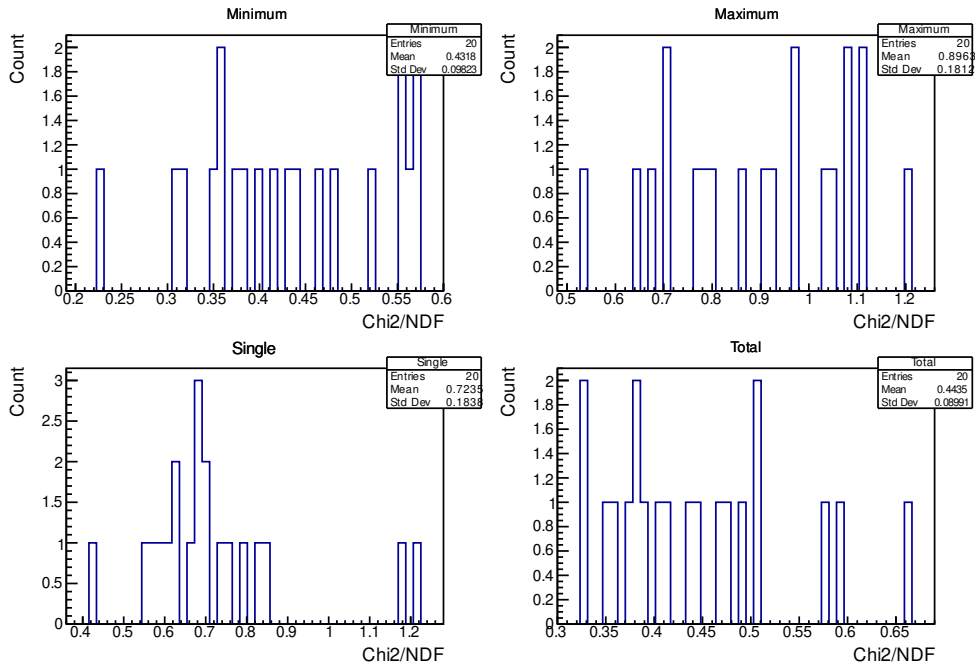 Minimum
Count
Minimum
Entries 20
Mean 0.4318
Std Dev 0.09823
2
1.8
1.6
1.4
1.2
1
0.8
0.6
0.4
0.2
0
0.2 0.25 0.3 0.35 0.4 0.45 0.5 0.55 0.6
Chi2/NDF
Maximum
Count
Maximum
Entries 20
Mean 0.8963
Std Dev 0.1812
2
1.8
1.6
1.4
1.2
1
0.8
0.6
0.4
0.2
0
0.5 0.6 0.7 0.8 0.9 1 1.1 1.2
Chi2/NDF
Single
Count
Single
Entries 20
Mean 0.7235
Std Dev 0.1838
3
2.5
2
1.5
1
0.5
0
0.4 0.5 0.6 0.7 0.8 0.9 1 1.1 1.2
Chi2/NDF
Total
Count
Total
Entries 20
Mean 0.4435
Std Dev 0.08991
2
1.8
1.6
1.4
1.2
1
0.8
0.6
0.4
0.2
0
0.3 0.35 0.4 0.45 0.5 0.55 0.6 0.65
Chi2/NDF